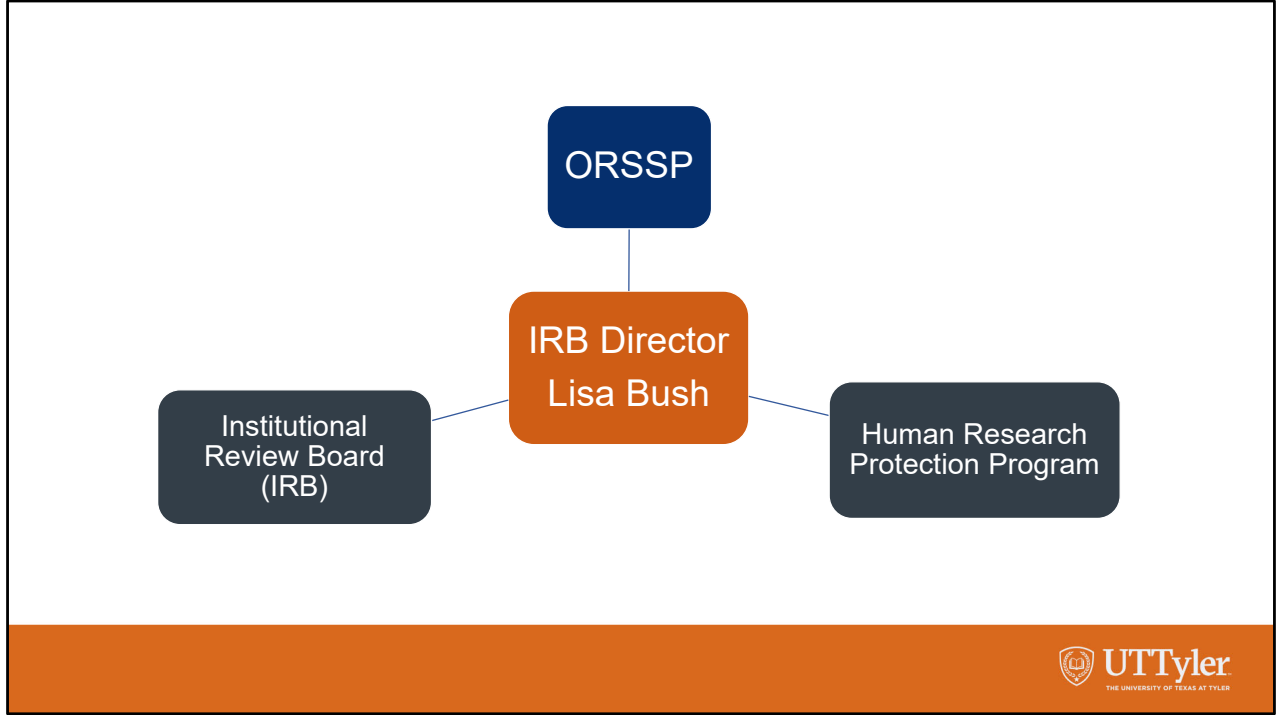 ORSSP
IRB Director
Lisa Bush
Institutional
Review Board
(IRB)
Human Research
Protection Program
UTTyler
THE UNIVERSITY OF TEXAS AT TYLER